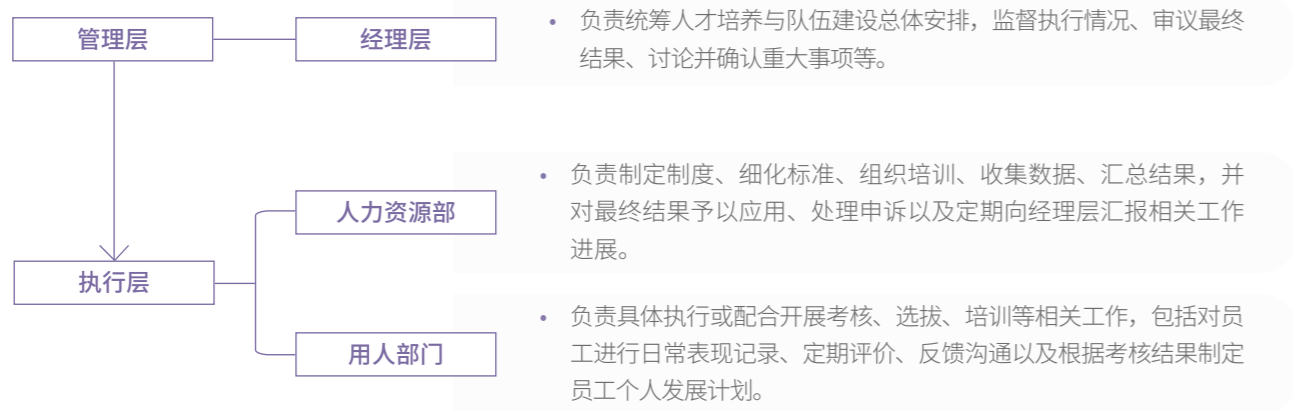 管理层
经理层
• 负责统筹人才培养与队伍建设总体安排，监督执行情况、审议最终
结果、讨论并确认重大事项等。
人力资源部
• 负责制定制度、细化标准、组织培训、收集数据、汇总结果，并
对最终结果予以应用、处理申诉以及定期向经理层汇报相关工作
进展。
执行层
用人部门
• 负责具体执行或配合开展考核、选拔、培训等相关工作，包括对员
工进行日常表现记录、定期评价、反馈沟通以及根据考核结果制定
员工个人发展计划。